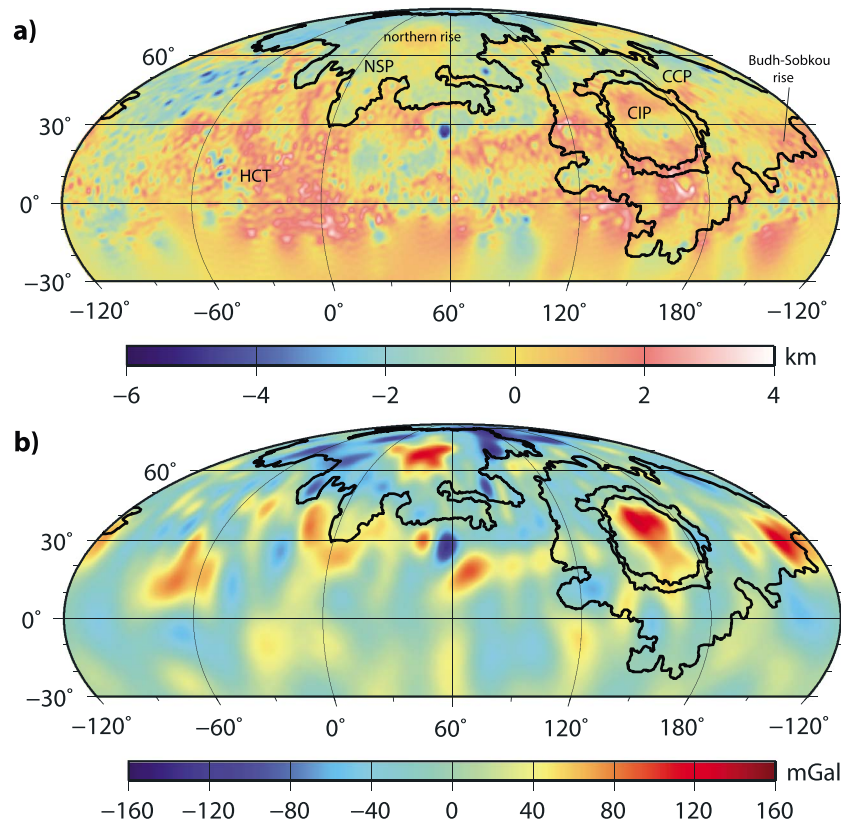 a)
northern rise
60˚
NSP
CCP
Budh-Sobkou
rise
30˚
CIP
HCT
0˚
−30˚
−120˚ −60˚ 0˚ 60˚ 120˚ 180˚ −120˚
km
−6 −4 −2 0 2 4
b)
60˚
30˚
0˚
−30˚
−120˚ −60˚ 0˚ 60˚ 120˚ 180˚ −120˚
mGal
−160 −120 −80 −40 0 40 80 120 160